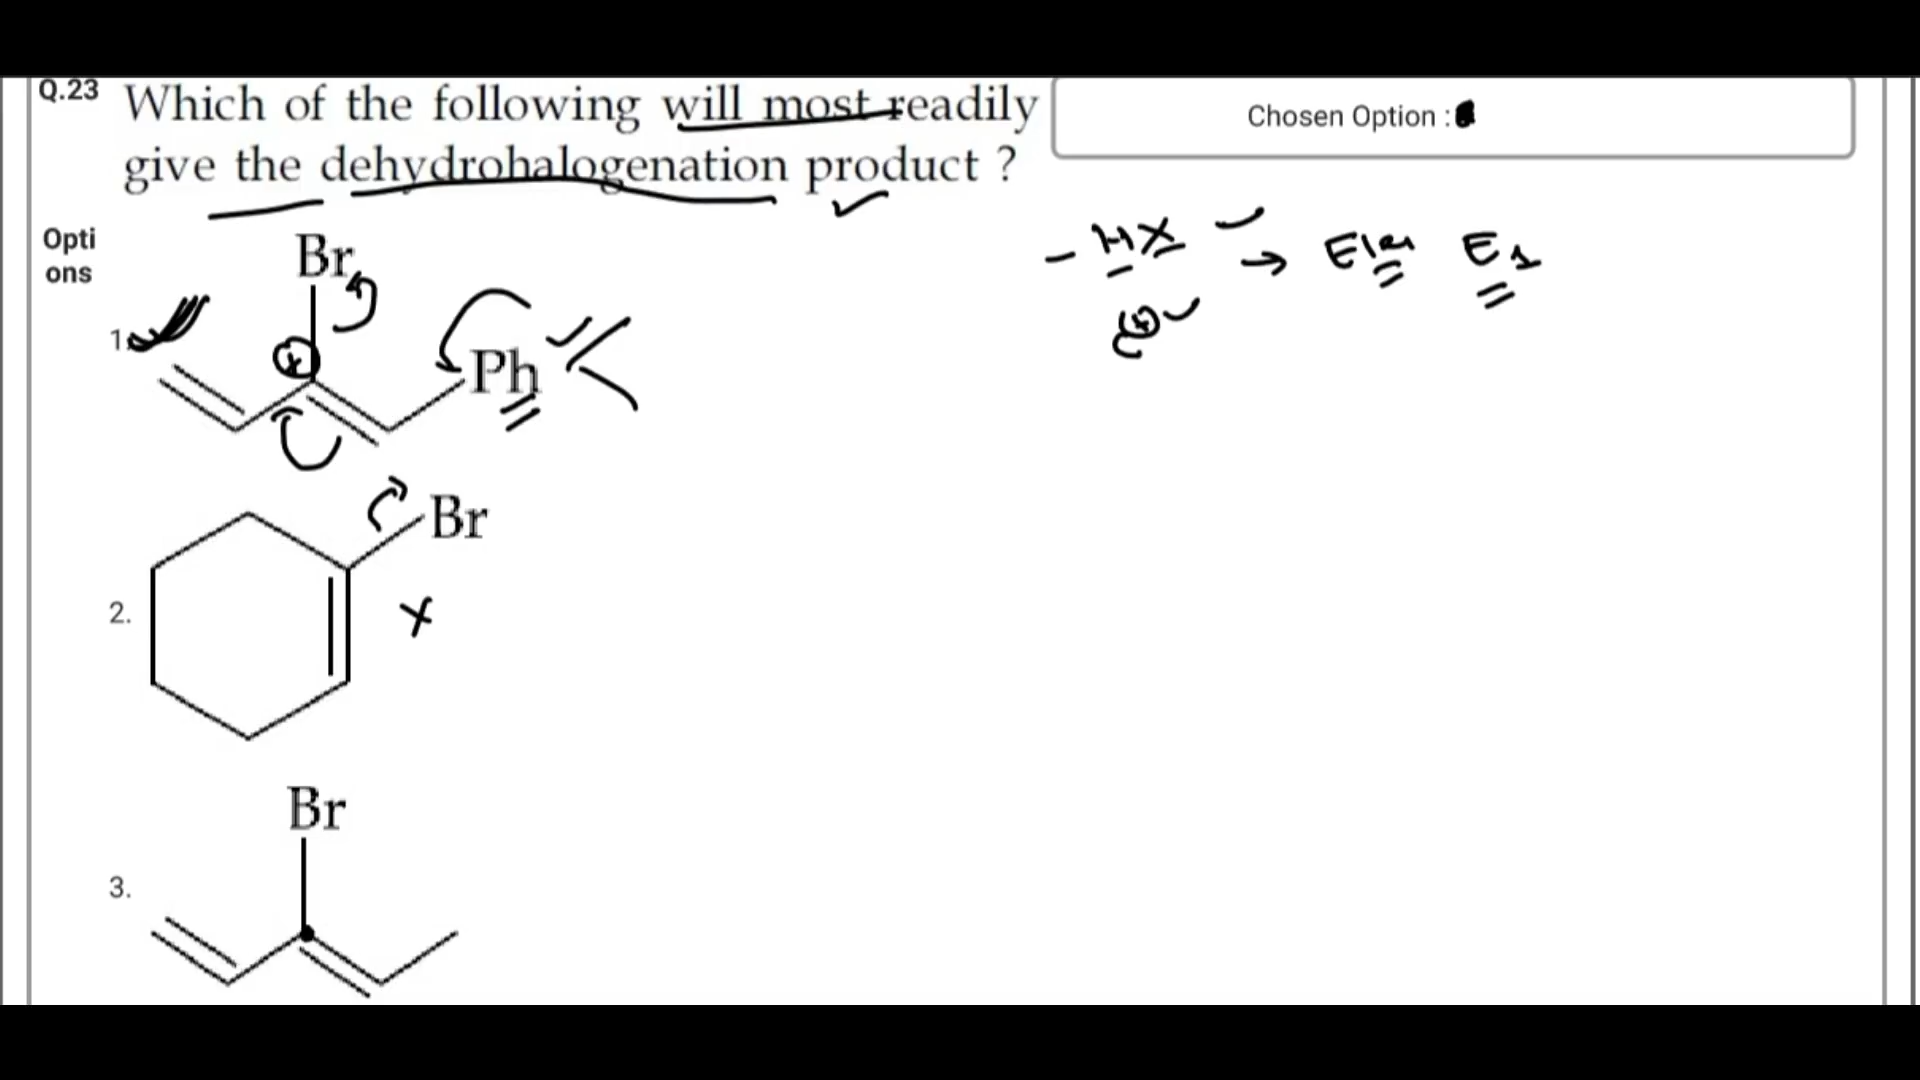 Q.23 Which of the following will most readily
give the dehydrohalogenation product ?
Chosen Option :
Opti
ons
- HX → E1
1.
Br
Ph
2.
Br
3.
Br